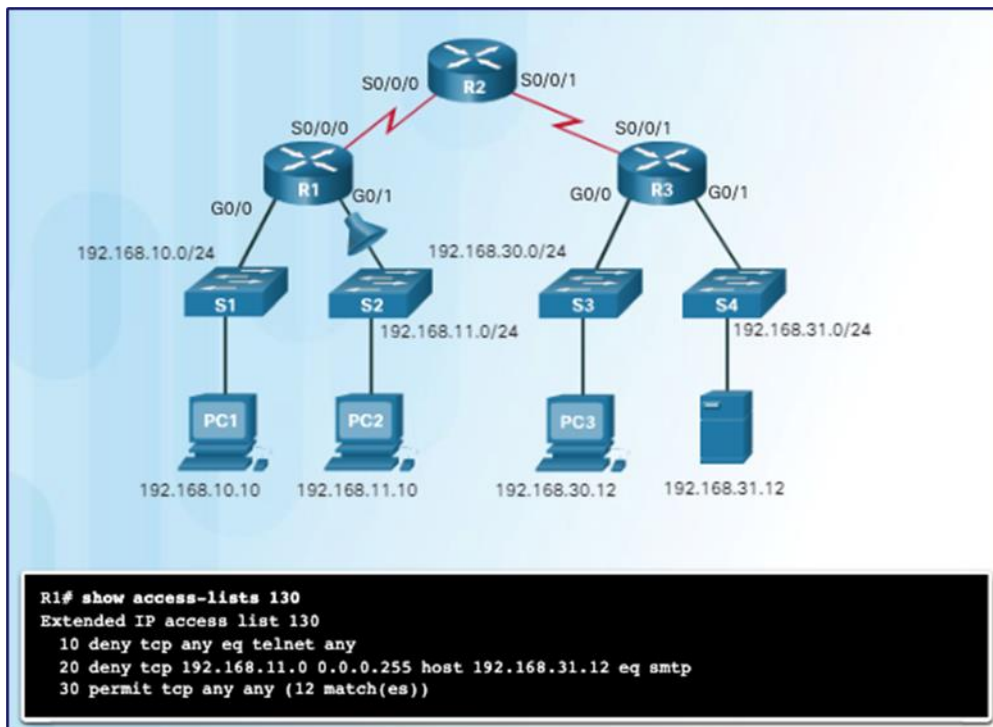 R2
S0/0/0
S0/0/1
S0/0/0
S0/0/1
R1
R3
G0/0
G0/1
G0/0
G0/1
192.168.10.0/24
192.168.30.0/24
S1
S2
S3
S4
192.168.11.0/24
192.168.31.0/24
PC1
PC2
PC3
192.168.10.10
192.168.11.10
192.168.30.12
192.168.31.12
R1# show access-lists 130
Extended IP access list 130
10 deny tcp any eq telnet any
20 deny tcp 192.168.11.0 0.0.0.255 host 192.168.31.12 eq smtp
30 permit tcp any any (12 match(es))